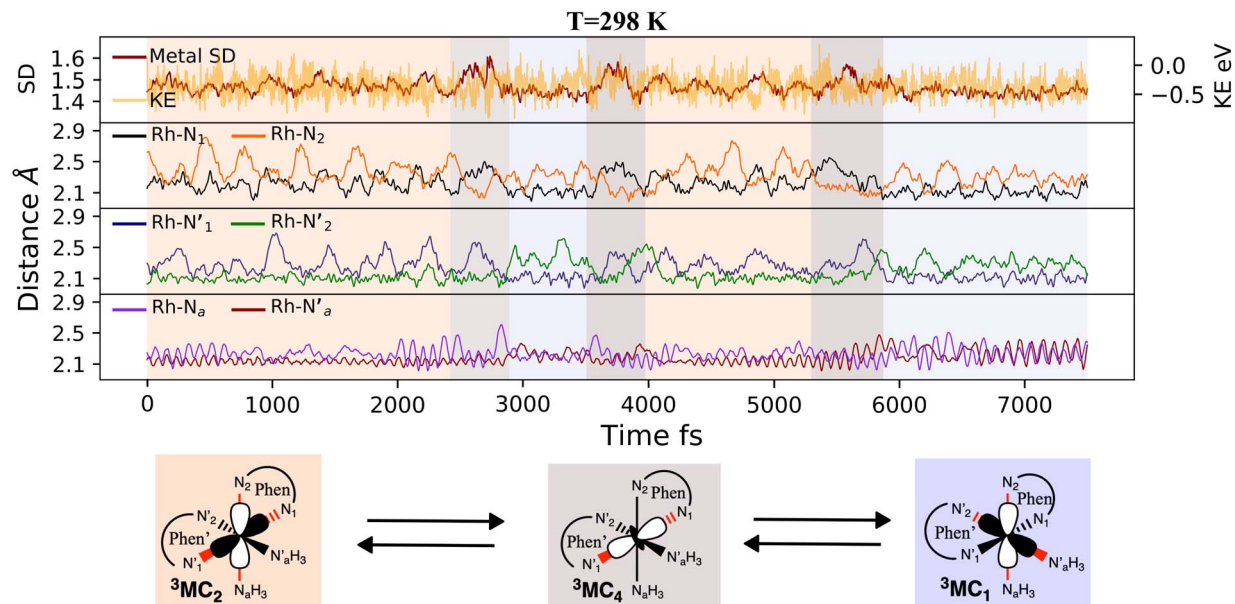 T=298 K
SD
1.6
1.5
1.4
Metal SD
KE
0.0
−0.5
KE eV
Distance Å
2.9
2.5
2.1
Rh-N₁
Rh-N₂
2.9
2.5
2.1
Rh-N′₁
Rh-N′₂
2.9
2.5
2.1
Rh-Nₐ
Rh-N′ₐ
0 1000 2000 3000 4000 5000 6000 7000
Time fs
N₂
Phen
N₁
N'₂
Phen'
N'₁
N'ₐH₃
NₐH₃
³MC₂
N₂
Phen
N₁
N'₂
Phen'
N'₁
N'ₐH₃
NₐH₃
³MC₄
N₂
Phen
N₁
N'₂
Phen'
N'₁
N'ₐH₃
NₐH₃
³MC₁